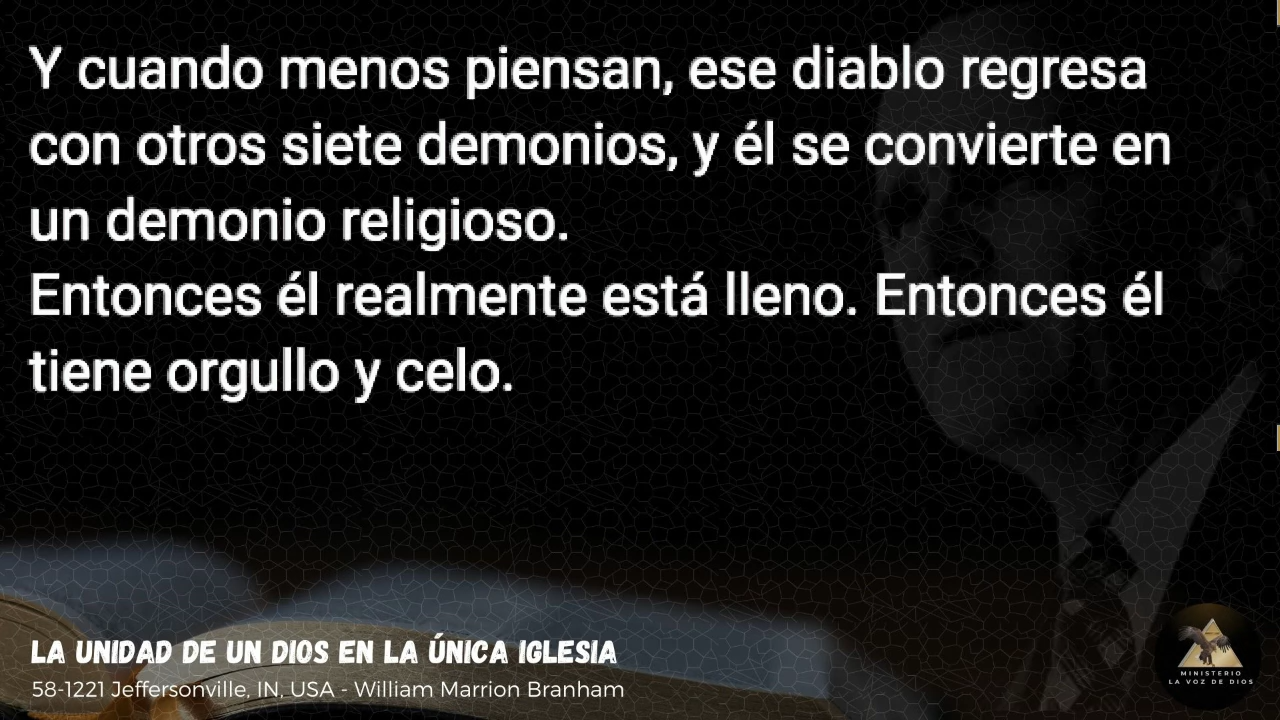 Y cuando menos piensan, ese diablo regresa
con otros siete demonios, y él se convierte en
un demonio religioso.
Entonces él realmente está lleno. Entonces él
tiene orgullo y celo.
LA UNIDAD DE UN DIOS EN LA ÚNICA IGLESIA
58-1221 Jeffersonville, IN, USA - William Marrion Branham
MINISTERIO
LA VOZ DE DIOS